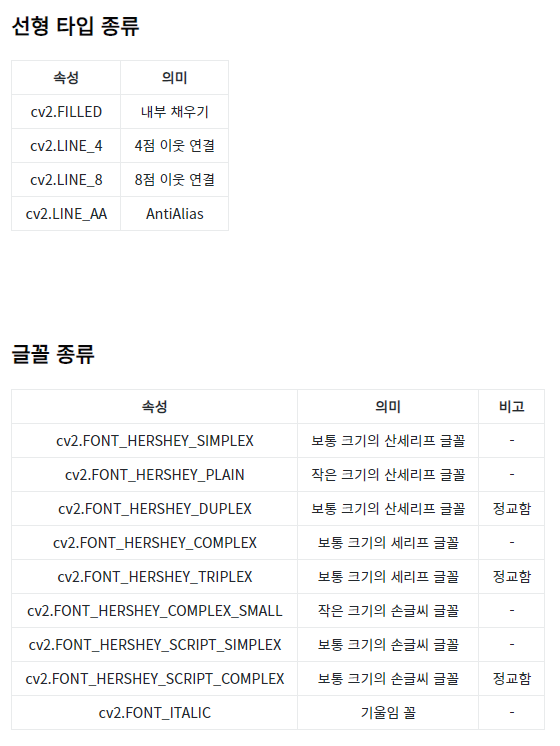 선형 타입 종류
속성 의미
cv2.FILLED 내부 채우기
cv2.LINE_4 4점 이웃 연결
cv2.LINE_8 8점 이웃 연결
cv2.LINE_AA AntiAlias
글꼴 종류
속성 의미 비고
cv2.FONT_HERSHEY_SIMPLEX 보통 크기의 산세리프 글꼴 -
cv2.FONT_HERSHEY_PLAIN 작은 크기의 산세리프 글꼴 -
cv2.FONT_HERSHEY_DUPLEX 보통 크기의 산세리프 글꼴 정교함
cv2.FONT_HERSHEY_COMPLEX 보통 크기의 세리프 글꼴 -
cv2.FONT_HERSHEY_TRIPLEX 보통 크기의 세리프 글꼴 정교함
cv2.FONT_HERSHEY_COMPLEX_SMALL 작은 크기의 손글씨 글꼴 -
cv2.FONT_HERSHEY_SCRIPT_SIMPLEX 보통 크기의 손글씨 글꼴 -
cv2.FONT_HERSHEY_SCRIPT_COMPLEX 보통 크기의 손글씨 글꼴 정교함
cv2.FONT_ITALIC 기울임 꼴 -